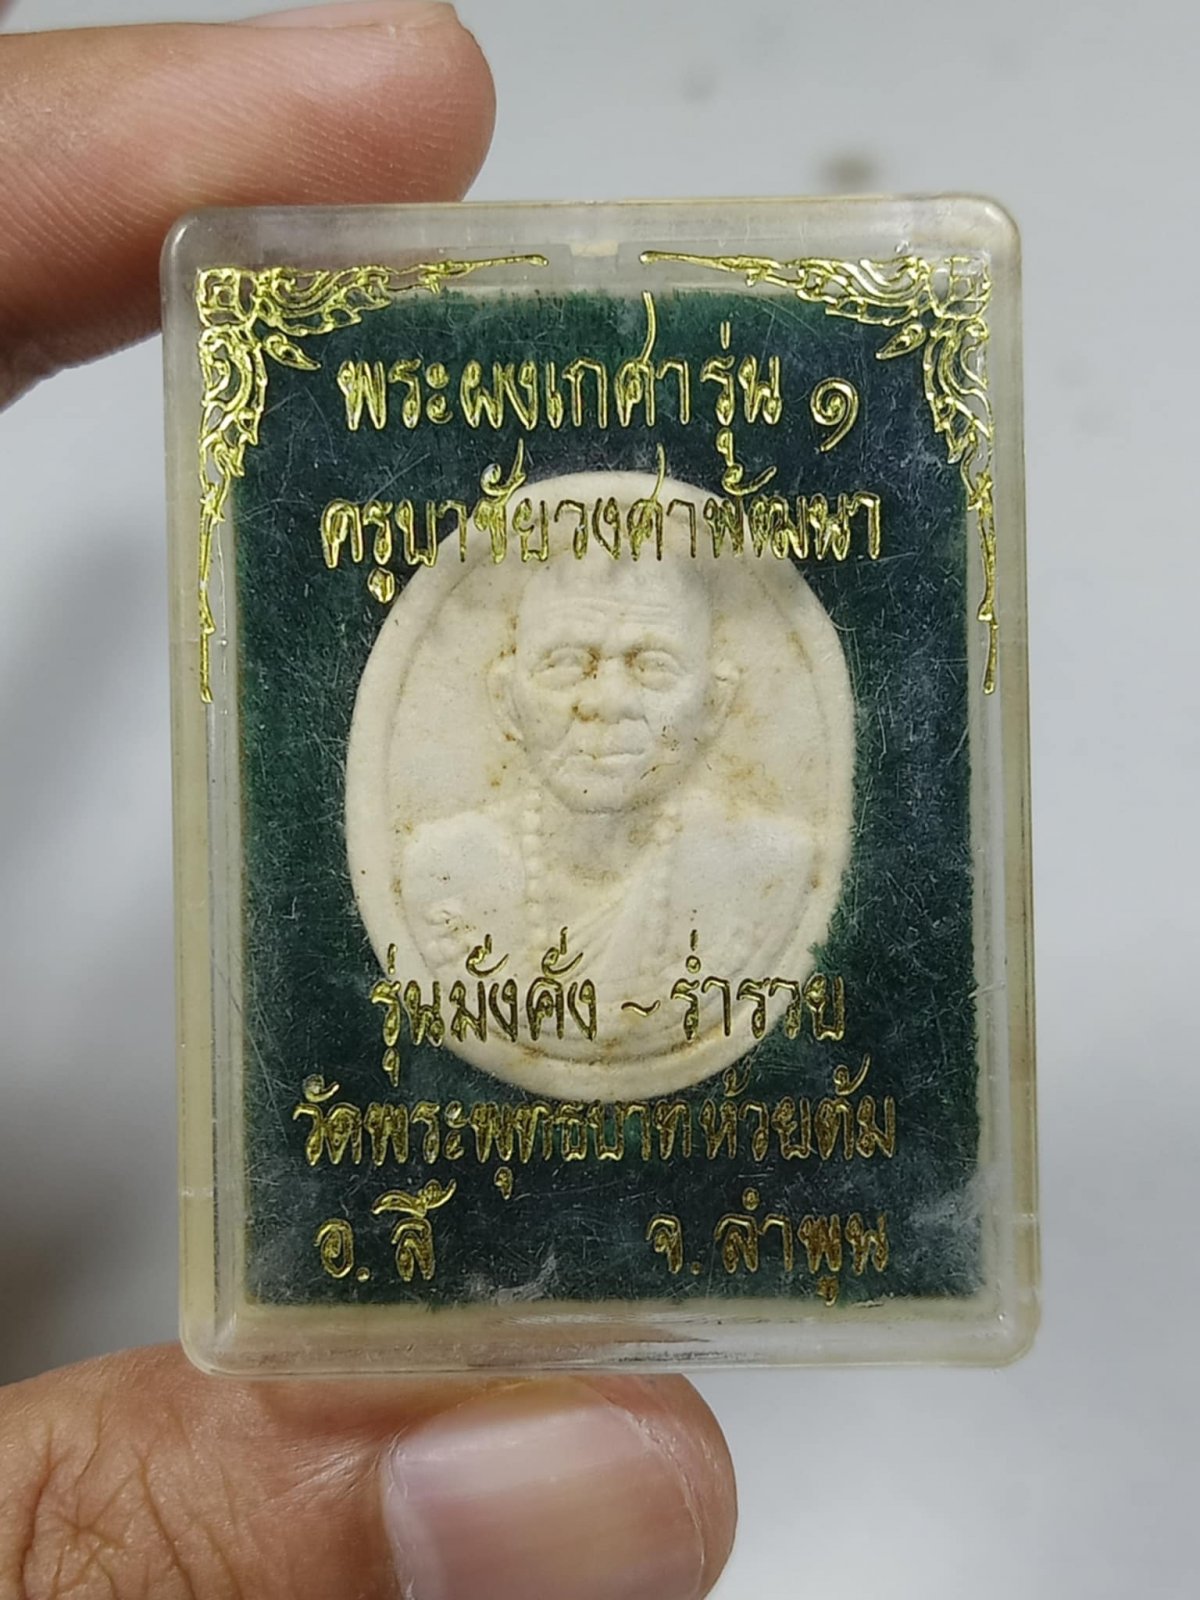 พระผงเกศารุ่น ๑
ครูบาชัยวงศาพัฒนา
รุ่นมั่งคั่ง ~ ร่ำรวย
วัดพระพุทธบาทห้วยต้ม
อ. ลี้ จ. ลำพูน